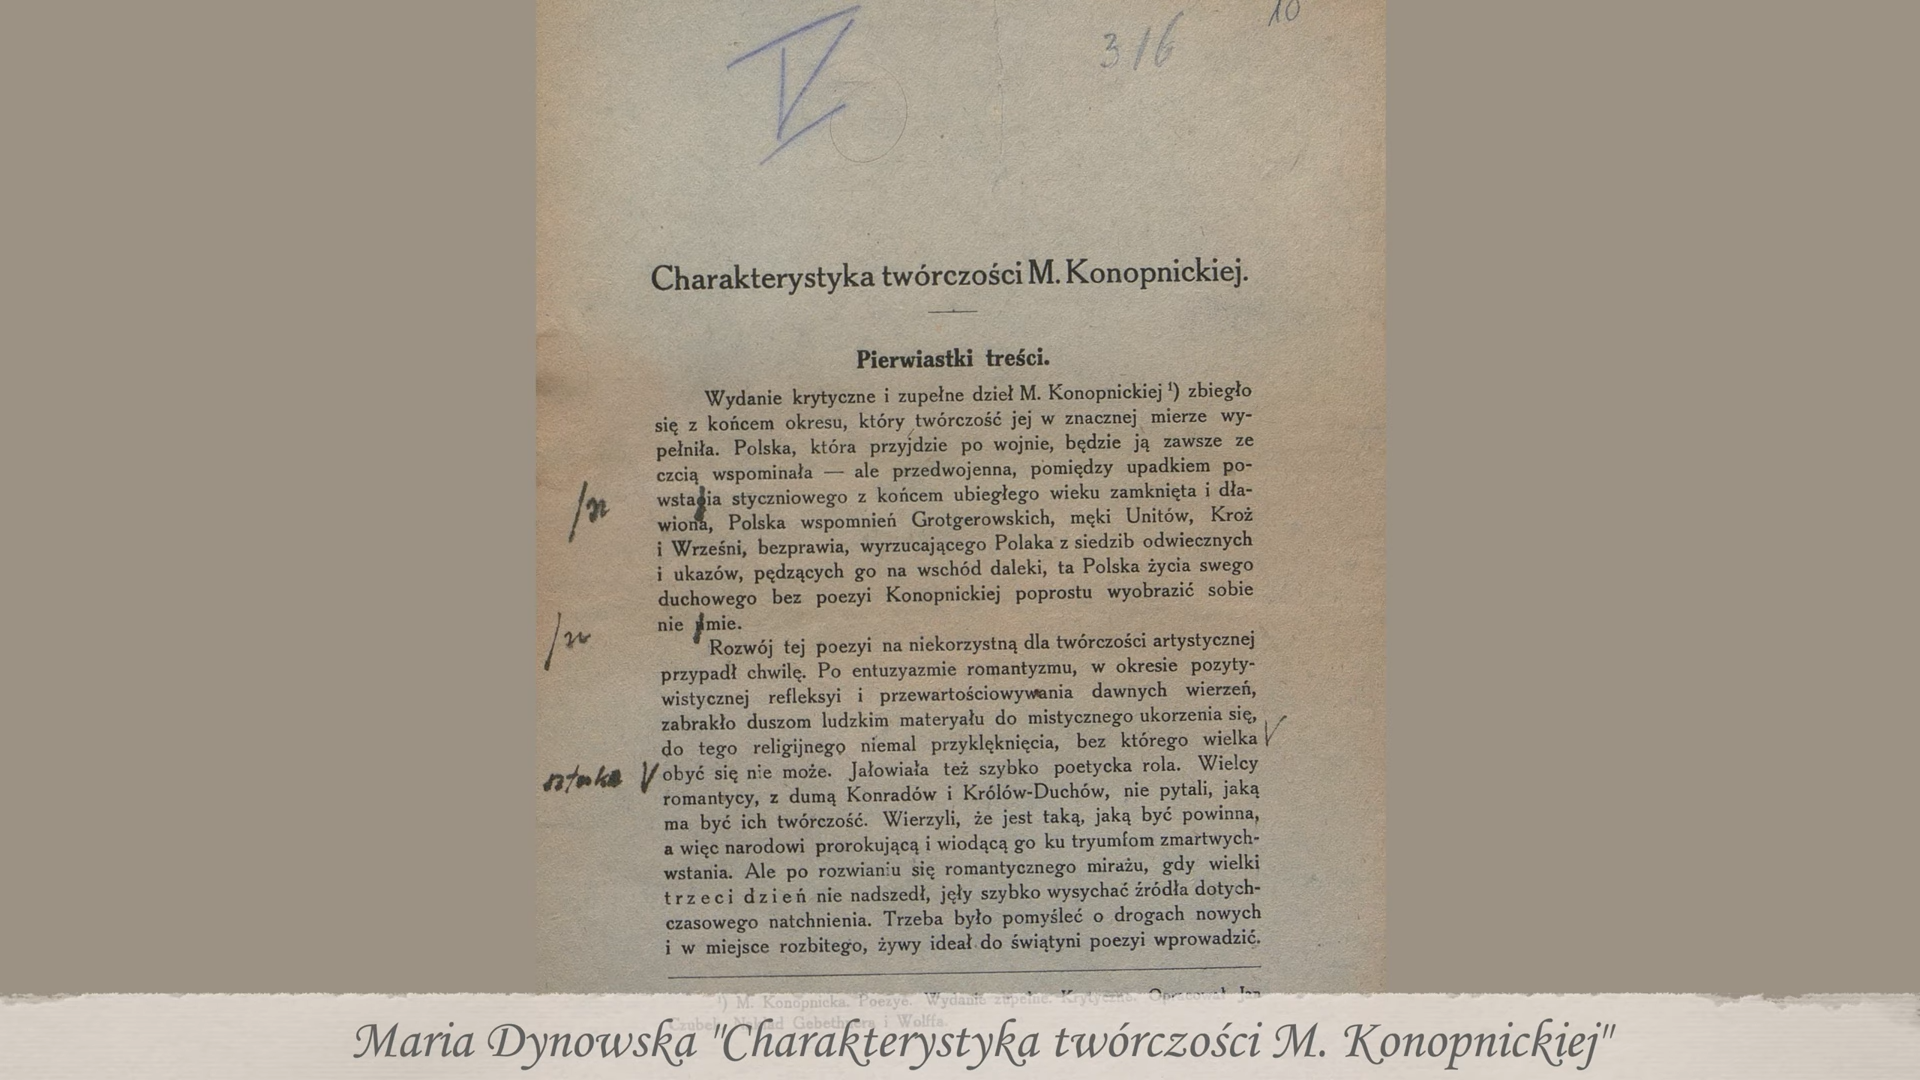 10
316
IV
Charakterystyka twórczości M. Konopnickiej.
Pierwiastki treści.
Wydanie krytyczne i zupełne dzieł M. Konopnickiej ¹) zbiegło
się z końcem okresu, który twórczość jej w znacznej mierze wy-
pełniła. Polska, która przyjdzie po wojnie, będzie ją zawsze ze
czcią wspominała — ale przedwojenna, pomiędzy upadkiem po-
wstania styczniowego z końcem ubiegłego wieku zamknięta i dła-
/n wiona, Polska wspomnień Grotgerowskich, męki Unitów, Kroż
i Wrześni, bezprawia, wyrzucającego Polaka z siedzib odwiecznych
i ukazów, pędzących go na wschód daleki, ta Polska życia swego
duchowego bez poezyi Konopnickiej poprostu wyobrazić sobie
/u nie mie.
Rozwój tej poezyi na niekorzystną dla twórczości artystycznej
przypadł chwilę. Po entuzyazmie romantyzmu, w okresie pozyty-
wistycznej refleksyi i przewartościowywania dawnych wierzeń,
zabrakło duszom ludzkim materyału do mistycznego ukorzenia się,
do tego religijnego niemal przyklęknięcia, bez którego wielka V
sztuka V obyć się nie może. Jałowiała też szybko poetycka rola. Wielcy
romantycy, z dumą Konradów i Królów-Duchów, nie pytali, jaką
ma być ich twórczość. Wierzyli, że jest taką, jaką być powinna,
a więc narodowi prorokującą i wiodącą go ku tryumfom zmartwych-
wstania. Ale po rozwianiu się romantycznego mirażu, gdy wielki
trzeci dzień nie nadszedł, jęły szybko wysychać źródła dotych-
czasowego natchnienia. Trzeba było pomyśleć o drogach nowych
i w miejsce rozbitego, żywy ideał do świątyni poezyi wprowadzić.
¹) M. Konopnicka. Poezye. Wydanie zupełne. Krytyczne. Opracował Jan
Czubek. Nakład Gebethnera i Wolffa.
Maria Dynowska "Charakterystyka twórczości M. Konopnickiej"